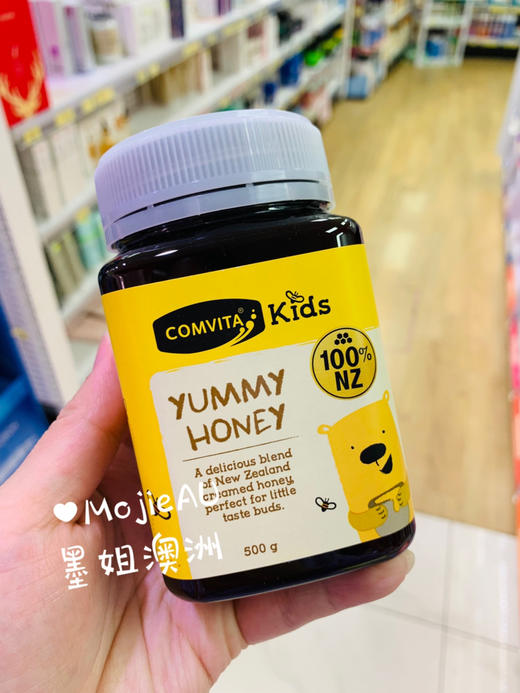 COMVITA®
Kids
100%
NZ
YUMMY
HONEY
A delicious blend
of New Zealand
creamed honey,
perfect for little
taste buds.
500 g
MojieAU
墨姐澳洲